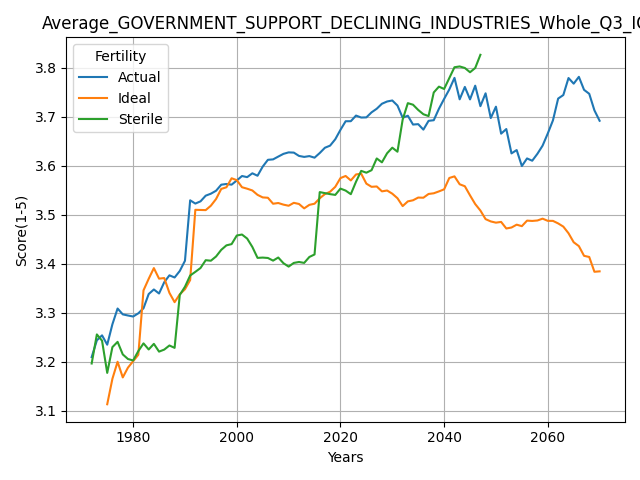 Average_GOVERNMENT_SUPPORT_DECLINING_INDUSTRIES_Whole_Q3_IC
Fertility
Actual
Ideal
Sterile
Score(1-5)
3.8
3.7
3.6
3.5
3.4
3.3
3.2
3.1
1980 2000 2020 2040 2060
Years